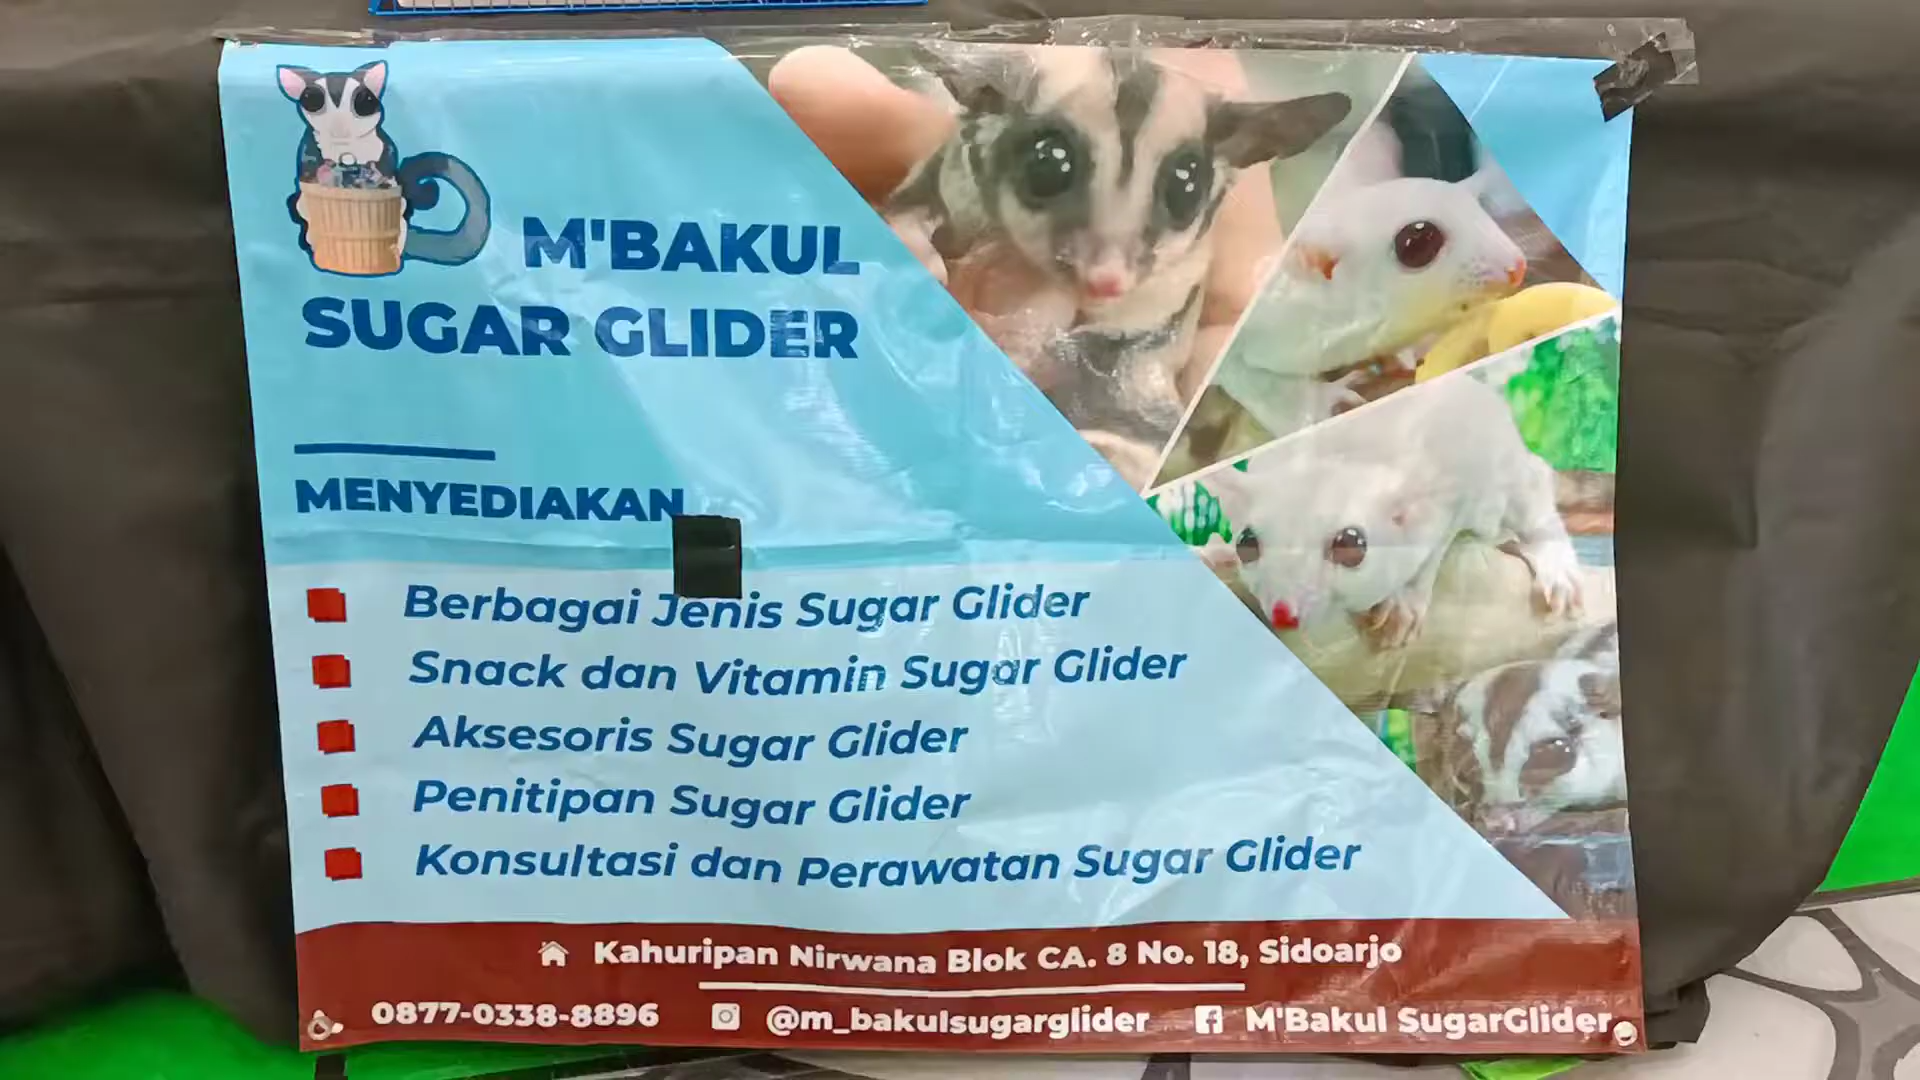 M'BAKUL
SUGAR GLIDER
MENYEDIAKAN
Berbagai Jenis Sugar Glider
Snack dan Vitamin Sugar Glider
Aksesoris Sugar Glider
Penitipan Sugar Glider
Konsultasi dan Perawatan Sugar Glider
Kahuripan Nirwana Blok CA. 8 No. 18, Sidoarjo
0877-0338-8896 @m_bakulsugarglider M'Bakul SugarGlider